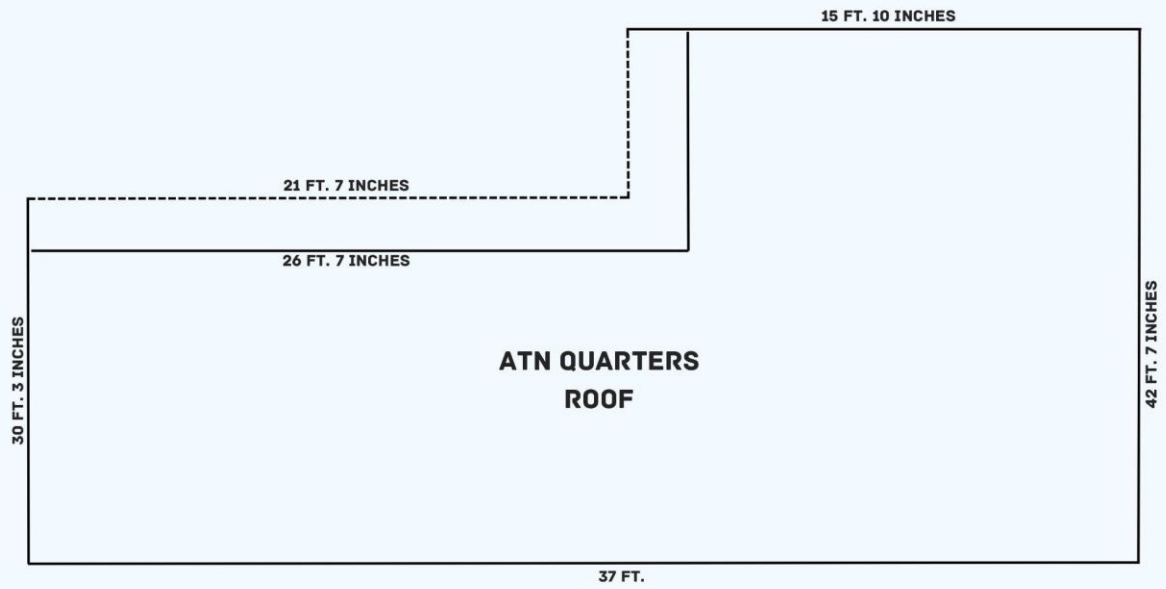 15 FT. 10 INCHES
21 FT. 7 INCHES
26 FT. 7 INCHES
30 FT. 3 INCHES
ATN QUARTERS
ROOF
42 FT. 7 INCHES
37 FT.